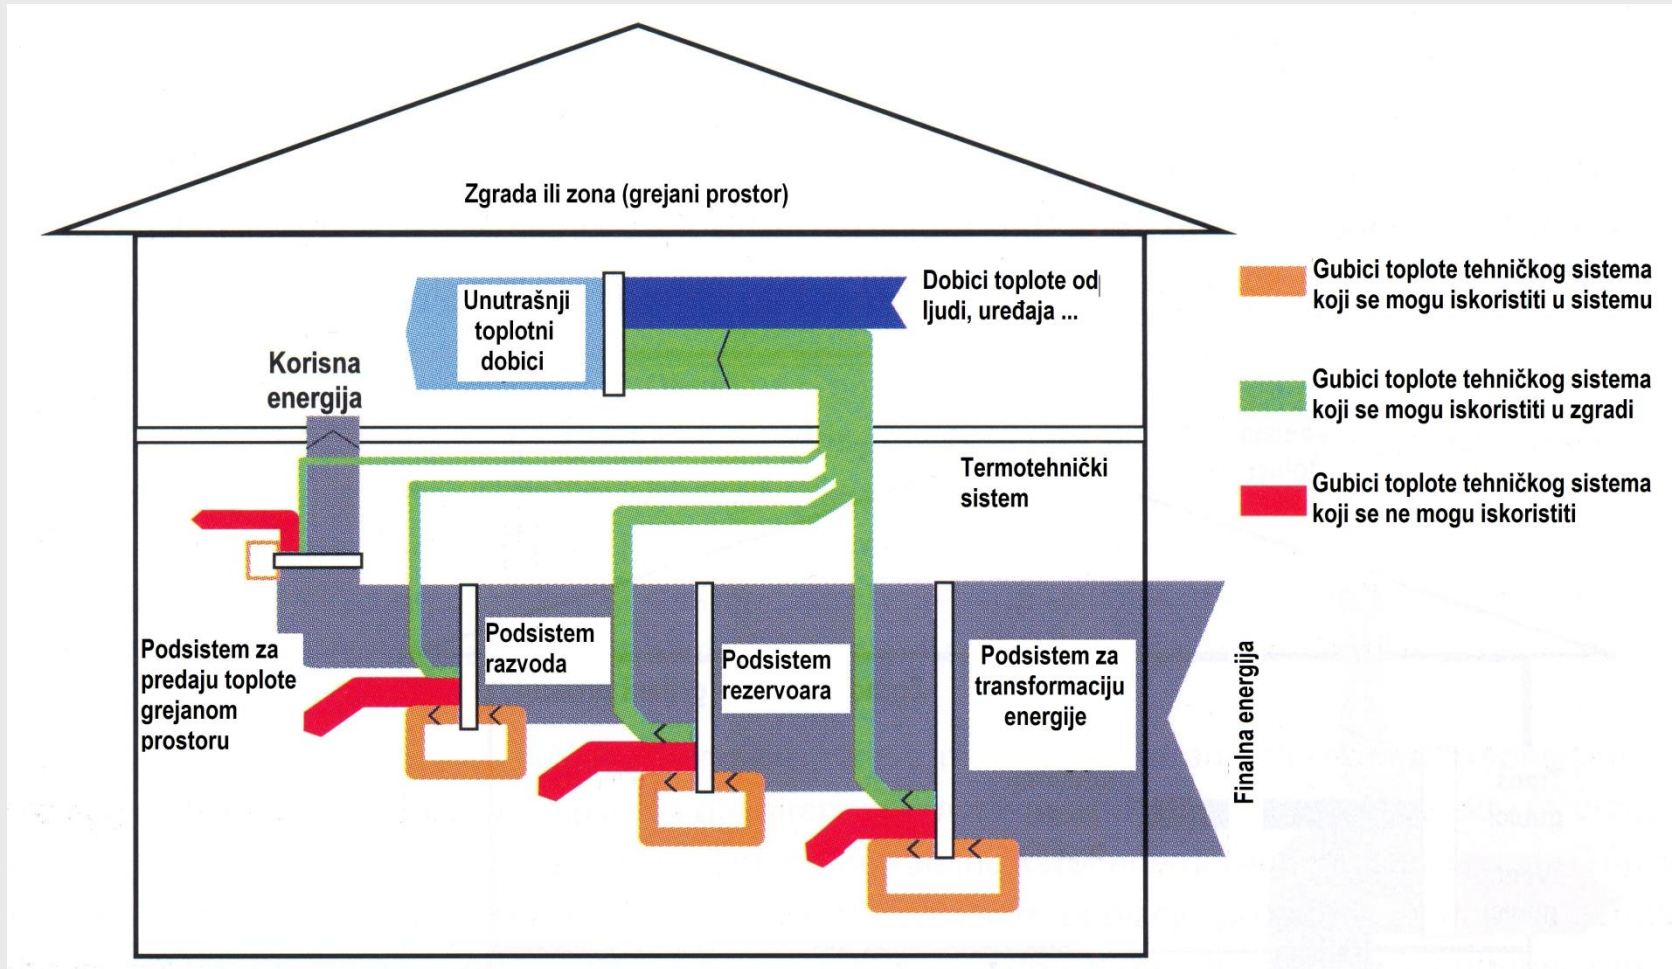 Zgrada ili zona (grejani prostor)
Unutrašnji
toplotni
dobici
Dobici toplote od
ljudi, uređaja ...
Korisna
energija
Termotehnički
sistem
Podsistem za
predaju toplote
grejanom
prostoru
Podsistem
razvoda
Podsistem
rezervoara
Podsistem za
transformaciju
energije
Finalna energija
Gubici toplote tehničkog sistema
koji se mogu iskoristiti u sistemu
Gubici toplote tehničkog sistema
koji se mogu iskoristiti u zgradi
Gubici toplote tehničkog sistema
koji se ne mogu iskoristiti